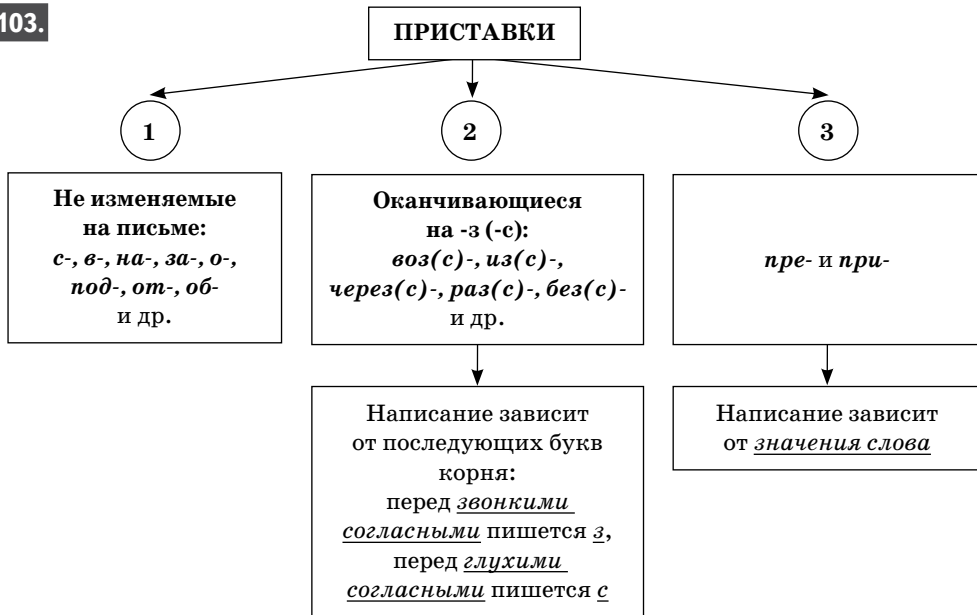 103.
ПРИСТАВКИ
1
2
3
Не изменяемые
на письме:
с-, в-, на-, за-, о-,
под-, от-, об-
и др.
Оканчивающиеся
на -з (-с):
воз(с)-, из(с)-,
через(с)-, раз(с)-, без(с)-
и др.
пре- и при-
Написание зависит
от последующих букв
корня:
перед звонкими
согласными пишется з,
перед глухими
согласными пишется с
Написание зависит
от значения слова